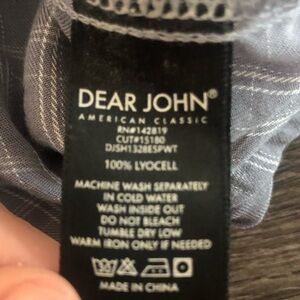 DEAR JOHN®
AMERICAN CLASSIC
RN#142819
CUT#15180
DJSH13285SPWT
100% LYOCELL
MACHINE WASH SEPARATELY
IN COLD WATER
WASH INSIDE OUT
DO NOT BLEACH
TUMBLE DRY LOW
WARM IRON ONLY IF NEEDED
MADE IN CHINA